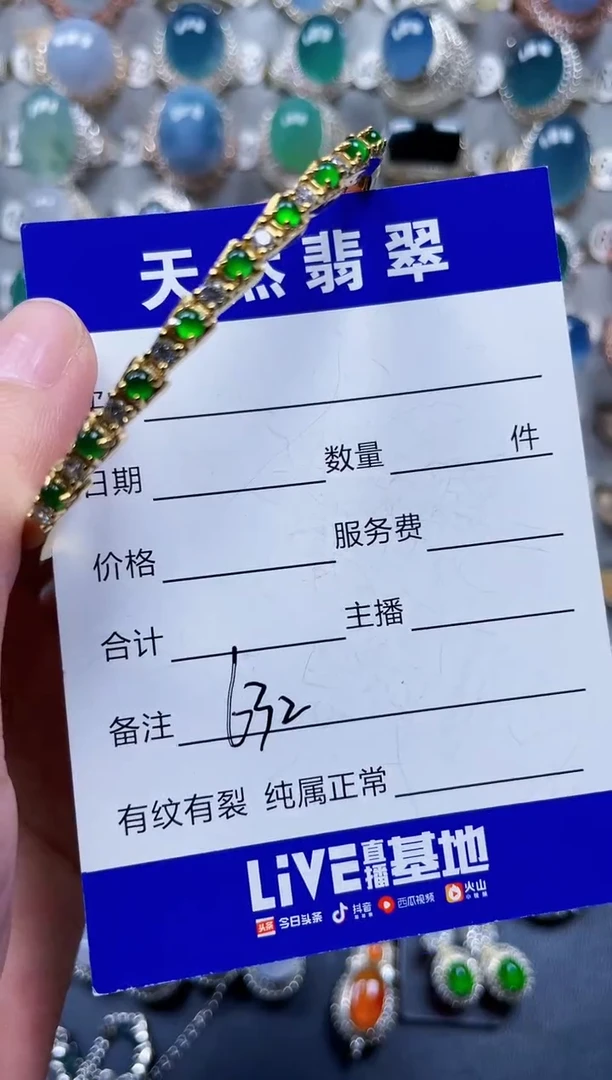 天然翡翠
日期 数量 件
价格 服务费
合计 主播
备注 632
有纹有裂 纯属正常
LiVE直播基地
头条 今日头条 抖音 西瓜视频 火山